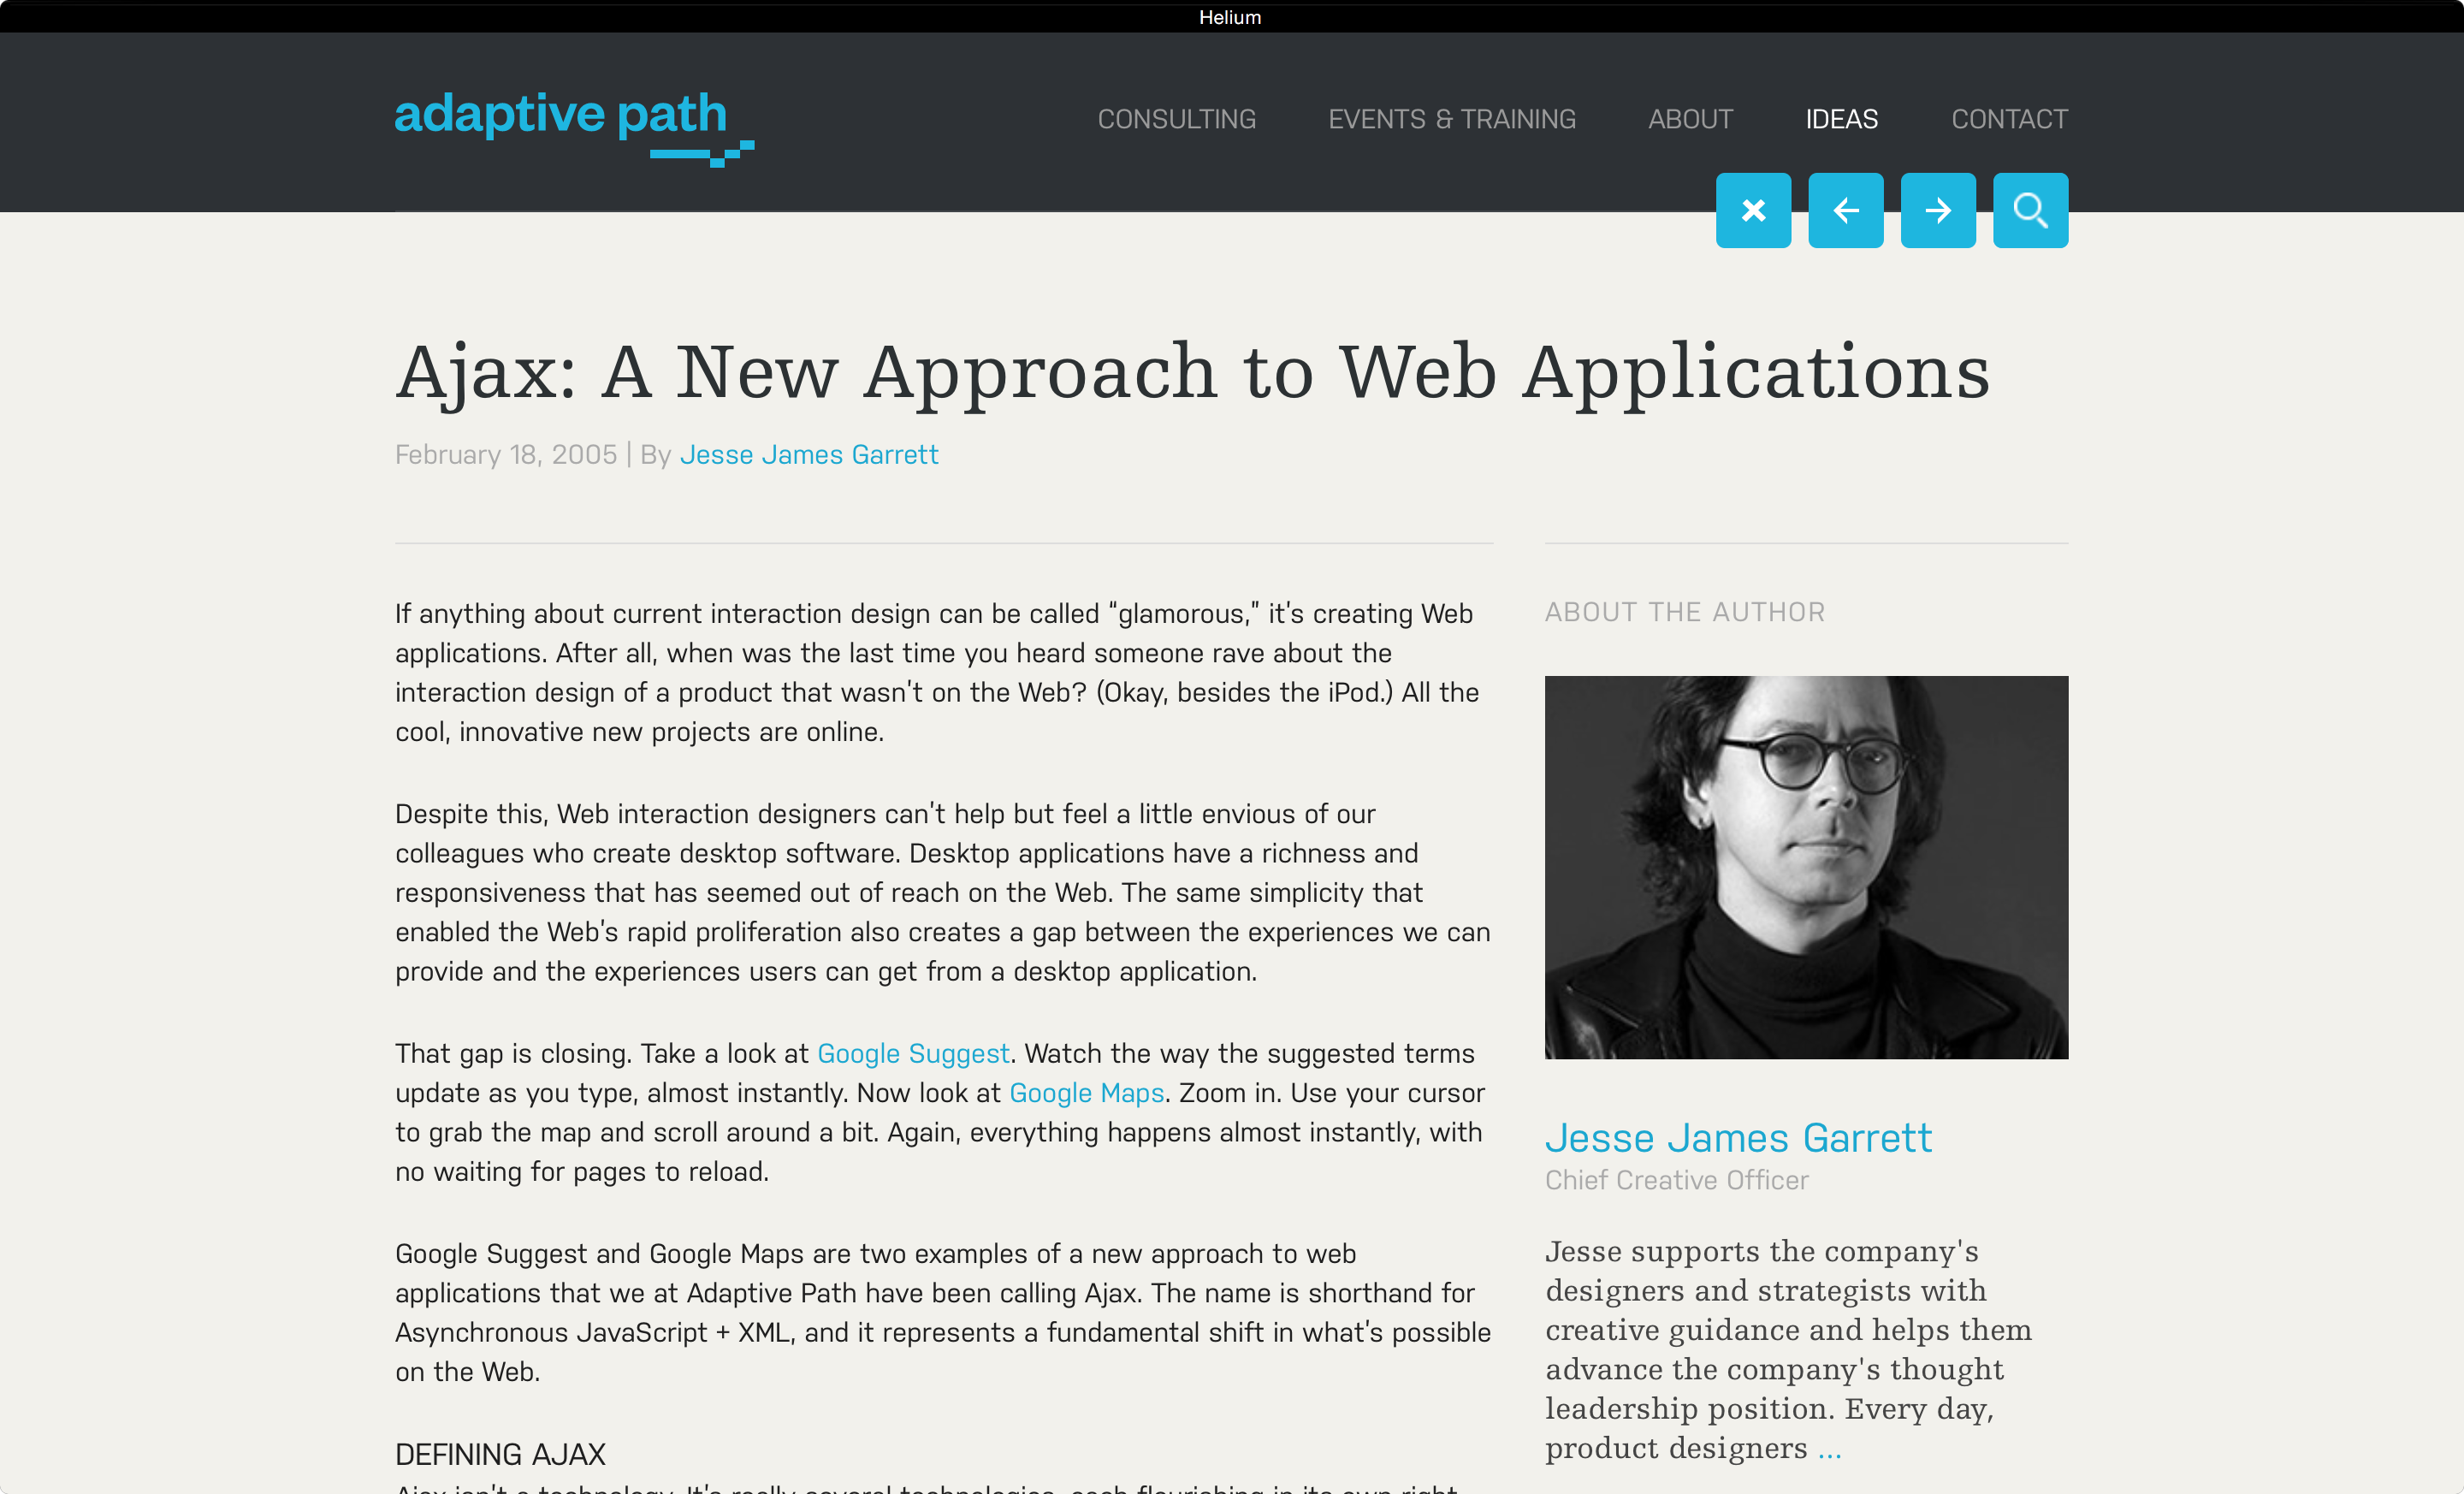 Helium
adaptive path
CONSULTING EVENTS & TRAINING ABOUT IDEAS CONTACT
Ajax: A New Approach to Web Applications
February 18, 2005 | By Jesse James Garrett
If anything about current interaction design can be called “glamorous,” it’s creating Web
applications. After all, when was the last time you heard someone rave about the
interaction design of a product that wasn’t on the Web? (Okay, besides the iPod.) All the
cool, innovative new projects are online.
Despite this, Web interaction designers can’t help but feel a little envious of our
colleagues who create desktop software. Desktop applications have a richness and
responsiveness that has seemed out of reach on the Web. The same simplicity that
enabled the Web’s rapid proliferation also creates a gap between the experiences we can
provide and the experiences users can get from a desktop application.
That gap is closing. Take a look at Google Suggest. Watch the way the suggested terms
update as you type, almost instantly. Now look at Google Maps. Zoom in. Use your cursor
to grab the map and scroll around a bit. Again, everything happens almost instantly, with
no waiting for pages to reload.
Google Suggest and Google Maps are two examples of a new approach to web
applications that we at Adaptive Path have been calling Ajax. The name is shorthand for
Asynchronous JavaScript + XML, and it represents a fundamental shift in what’s possible
on the Web.
DEFINING AJAX
Ajax isn’t a technology. It’s really several technologies, each flourishing in its own right,
ABOUT THE AUTHOR
Jesse James Garrett
Chief Creative Officer
Jesse supports the company's
designers and strategists with
creative guidance and helps them
advance the company's thought
leadership position. Every day,
product designers ...